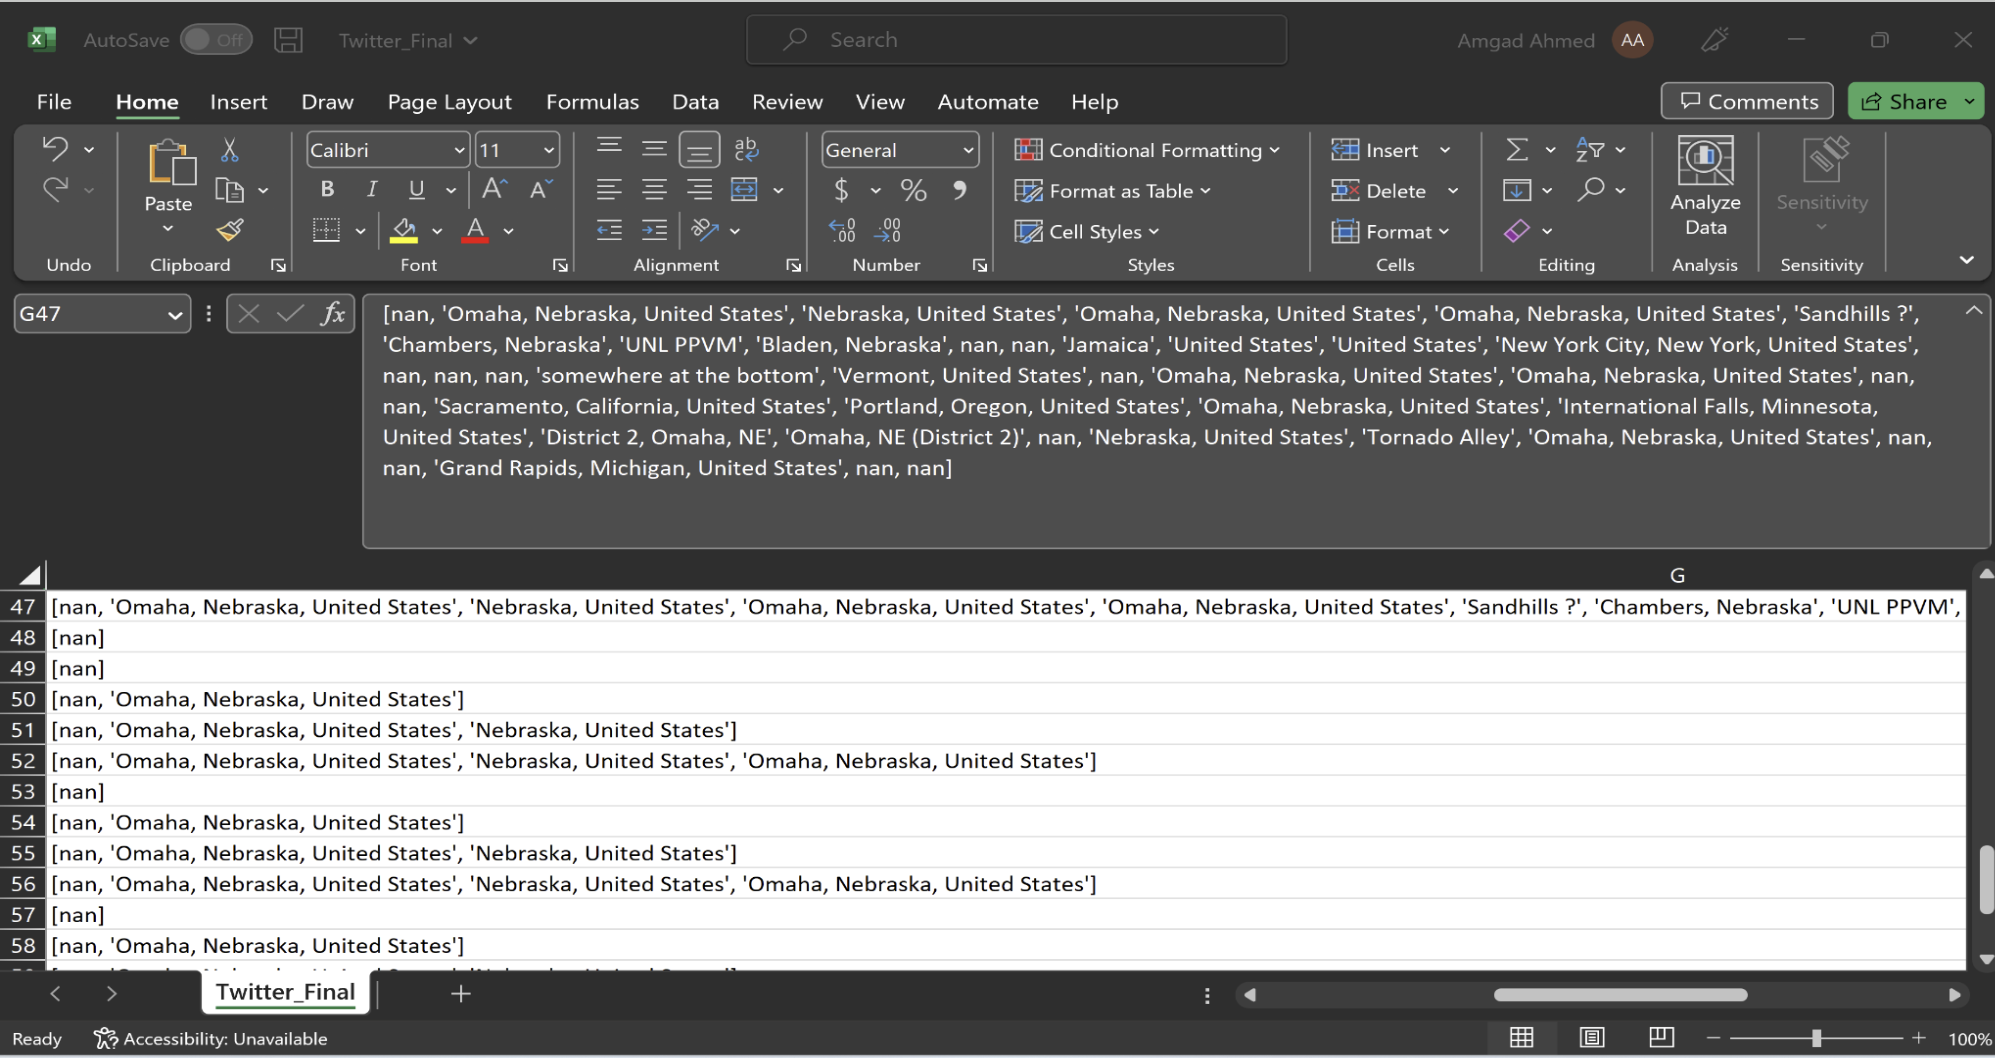 AutoSave Off Twitter_Final Search Amgad Ahmed AA
File Home Insert Draw Page Layout Formulas Data Review View Automate Help Comments Share
Calibri 11 ab c General $ % 9 Conditional Formatting Format as Table Cell Styles Insert Delete Format
Paste B I U A A A Analyze Data Sensitivity
Undo Clipboard Font Alignment Number Styles Cells Editing Analysis Sensitivity
G47 fx
[nan, 'Omaha, Nebraska, United States', 'Nebraska, United States', 'Omaha, Nebraska, United States', 'Omaha, Nebraska, United States', 'Sandhills ?',
'Chambers, Nebraska', 'UNL PPVM', 'Bladen, Nebraska', nan, nan, 'Jamaica', 'United States', 'United States', 'New York City, New York, United States',
nan, nan, nan, 'somewhere at the bottom', 'Vermont, United States', nan, 'Omaha, Nebraska, United States', 'Omaha, Nebraska, United States', nan,
nan, 'Sacramento, California, United States', 'Portland, Oregon, United States', 'Omaha, Nebraska, United States', 'International Falls, Minnesota,
United States', 'District 2, Omaha, NE', 'Omaha, NE (District 2)', nan, 'Nebraska, United States', 'Tornado Alley', 'Omaha, Nebraska, United States', nan,
nan, 'Grand Rapids, Michigan, United States', nan, nan]
G
47 [nan, 'Omaha, Nebraska, United States', 'Nebraska, United States', 'Omaha, Nebraska, United States', 'Omaha, Nebraska, United States', 'Sandhills ?', 'Chambers, Nebraska', 'UNL PPVM',
48 [nan]
49 [nan]
50 [nan, 'Omaha, Nebraska, United States']
51 [nan, 'Omaha, Nebraska, United States', 'Nebraska, United States']
52 [nan, 'Omaha, Nebraska, United States', 'Nebraska, United States', 'Omaha, Nebraska, United States']
53 [nan]
54 [nan, 'Omaha, Nebraska, United States']
55 [nan, 'Omaha, Nebraska, United States', 'Nebraska, United States']
56 [nan, 'Omaha, Nebraska, United States', 'Nebraska, United States', 'Omaha, Nebraska, United States']
57 [nan]
58 [nan, 'Omaha, Nebraska, United States']
Twitter_Final
Ready Accessibility: Unavailable 100%